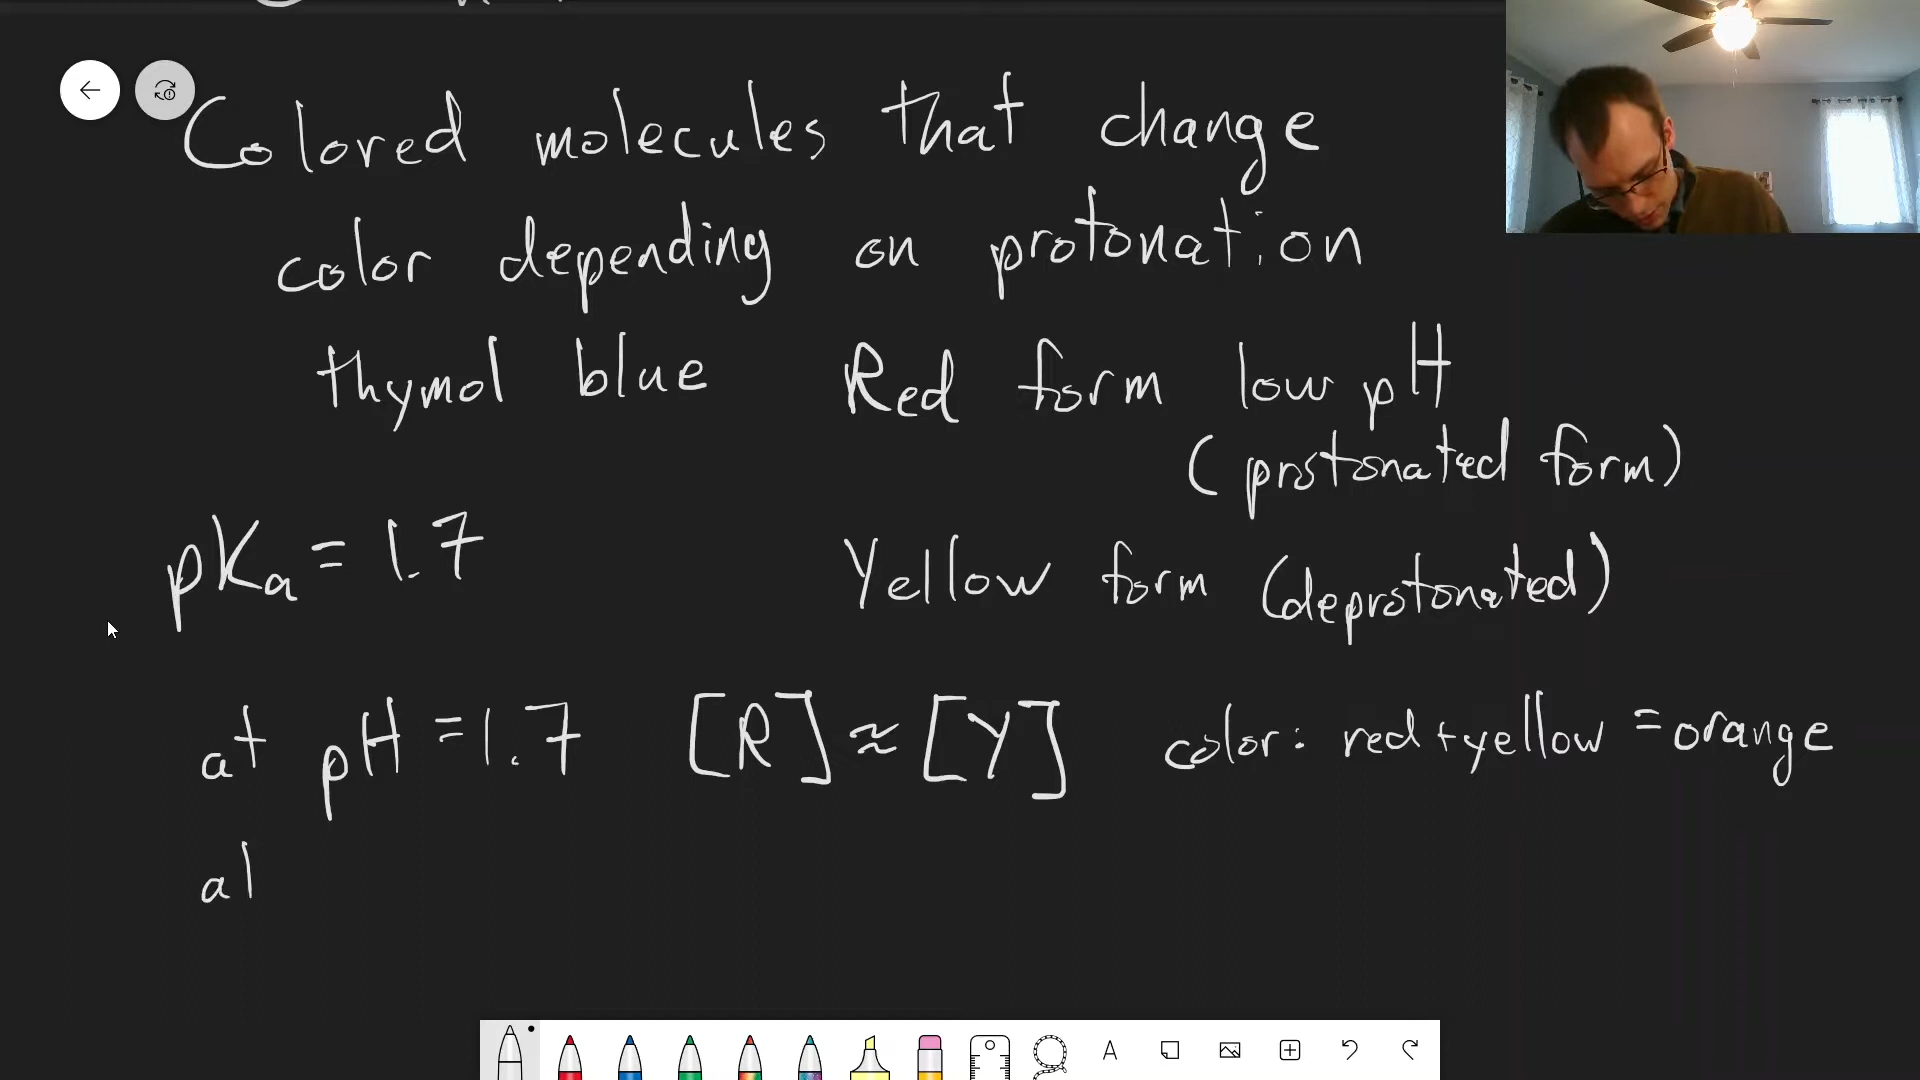 Colored molecules that change
color depending on protonation
thymol blue Red form low pH
(protonated form)
pKa = 1.7 Yellow form (deprotonated)
at pH = 1.7 [R] ≈ [Y] color: red + yellow = orange
al
A